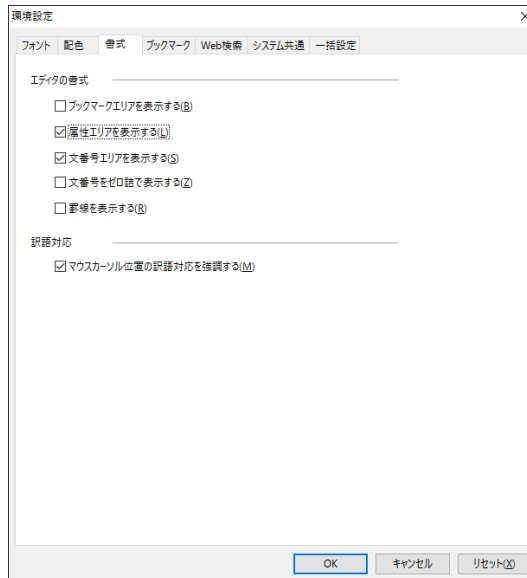 環境設定
フォント 配色 書式 ブックマーク Web検索 システム共通 一括設定
エディタの書式
ブックマークエリアを表示する(B)
属性エリアを表示する(L)
文番号エリアを表示する(S)
文番号をゼロ詰で表示する(Z)
罫線を表示する(R)
訳語対応
マウスカーソル位置の訳語対応を強調する(M)
OK キャンセル リセット(X)